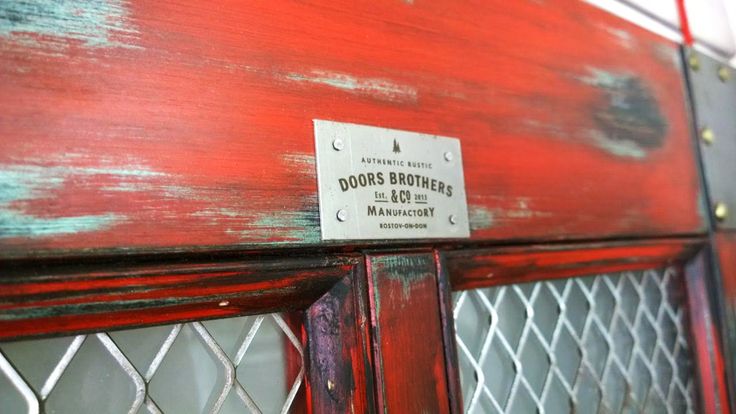 AUTHENTIC RUSTIC
DOORS BROTHERS
Est. &CO 2013
MANUFACTORY
ROSTOV-ON-DON